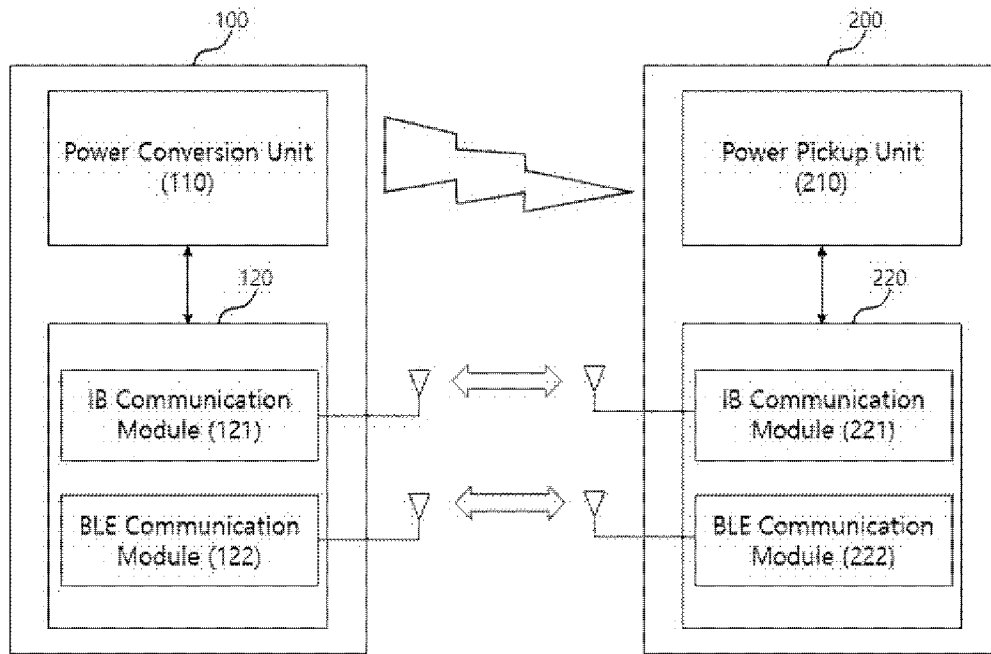 100
200
Power Conversion Unit
(110)
Power Pickup Unit
(210)
120
220
IB Communication
Module (121)
IB Communication
Module (221)
BLE Communication
Module (122)
BLE Communication
Module (222)